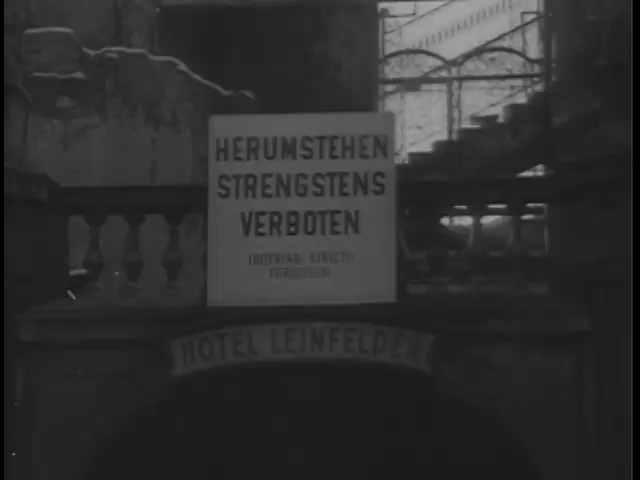 HERUMSTEHEN
STRENGSTENS
VERBOTEN
LOITERING STRICTLY
FORBIDDEN
HOTEL LEINFELDER